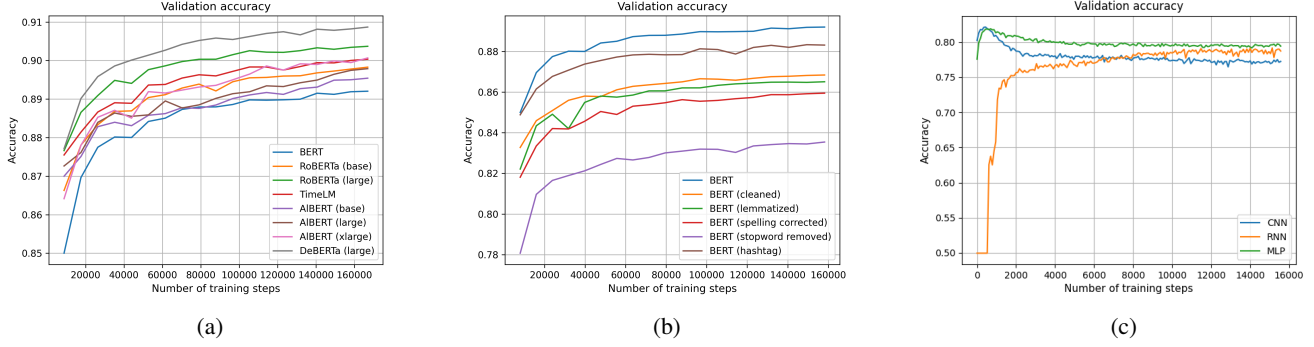 Validation accuracy
0.91
0.90
0.89
0.88
0.87
0.86
0.85
Accuracy
BERT
RoBERTa (base)
RoBERTa (large)
TimeLM
AlBERT (base)
AlBERT (large)
AlBERT (xlarge)
DeBERTa (large)
20000 40000 60000 80000 100000 120000 140000 160000
Number of training steps
(a)
Validation accuracy
0.88
0.86
0.84
0.82
0.80
0.78
Accuracy
BERT
BERT (cleaned)
BERT (lemmatized)
BERT (spelling corrected)
BERT (stopword removed)
BERT (hashtag)
20000 40000 60000 80000 100000 120000 140000 160000
Number of training steps
(b)
Validation accuracy
0.80
0.75
0.70
0.65
0.60
0.55
0.50
Accuracy
CNN
RNN
MLP
0 2000 4000 6000 8000 10000 12000 14000 16000
Number of training steps
(c)